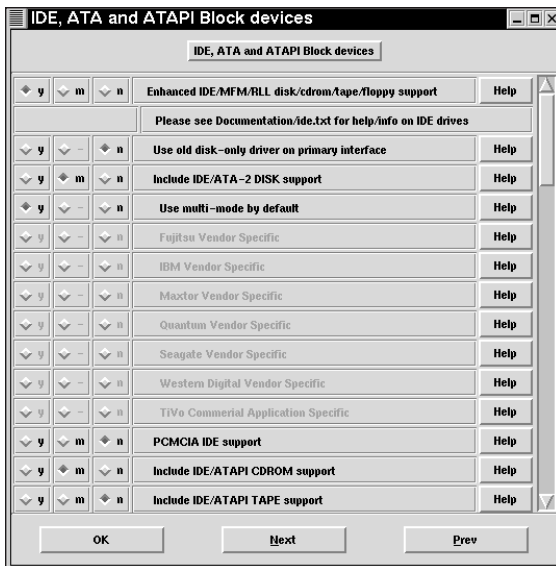 IDE, ATA and ATAPI Block devices
IDE, ATA and ATAPI Block devices
y m n Enhanced IDE/MFM/RLL disk/cdrom/tape/floppy support Help
Please see Documentation/ide.txt for help/info on IDE drives
y - n Use old disk-only driver on primary interface Help
y m n Include IDE/ATA-2 DISK support Help
y - n Use multi-mode by default Help
y - n Fujitsu Vendor Specific Help
y - n IBM Vendor Specific Help
y - n Maxtor Vendor Specific Help
y - n Quantum Vendor Specific Help
y - n Seagate Vendor Specific Help
y - n Western Digital Vendor Specific Help
y - n TiVo Commerial Application Specific Help
y m n PCMCIA IDE support Help
y m n Include IDE/ATAPI CDROM support Help
y m n Include IDE/ATAPI TAPE support Help
OK Next Prev